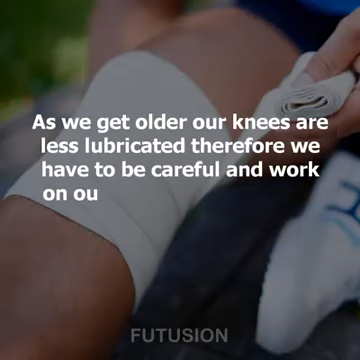 As we get older our knees are
less lubricated therefore we
have to be careful and work
on ou
FUTUSION